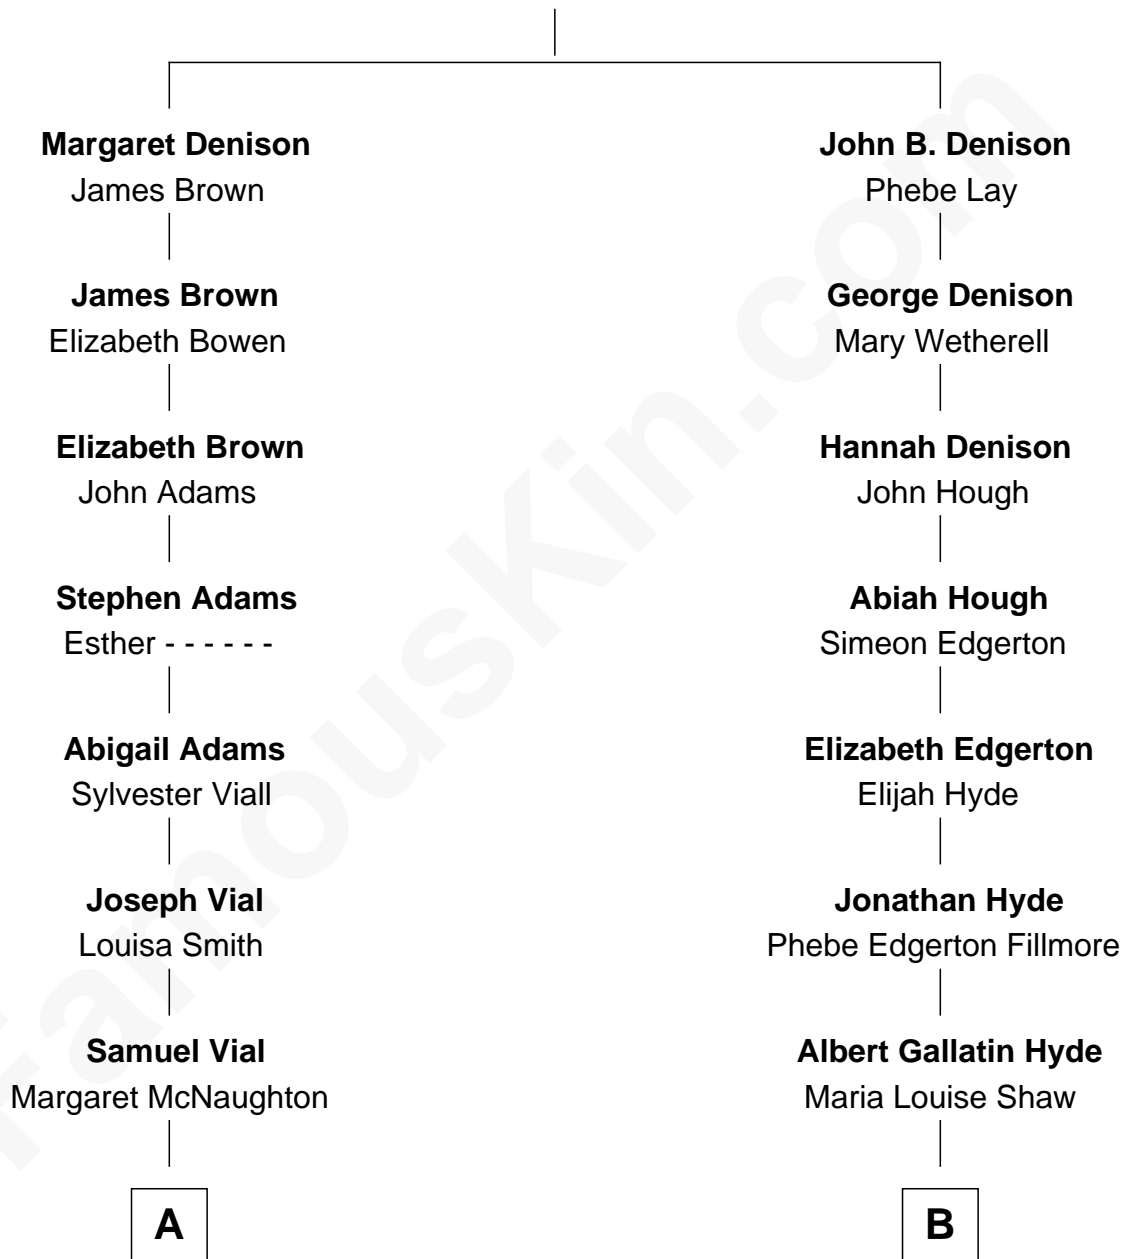 Margaret Denison
James Brown
James Brown
Elizabeth Bowen
Elizabeth Brown
John Adams
Stephen Adams
Esther - - - - - -
Abigail Adams
Sylvester Viall
Joseph Vial
Louisa Smith
Samuel Vial
Margaret McNaughton
A
John B. Denison
Phebe Lay
George Denison
Mary Wetherell
Hannah Denison
John Hough
Abiah Hough
Simeon Edgerton
Elizabeth Edgerton
Elijah Hyde
Jonathan Hyde
Phebe Edgerton Fillmore
Albert Gallatin Hyde
Maria Louise Shaw
B
FamousKin.com